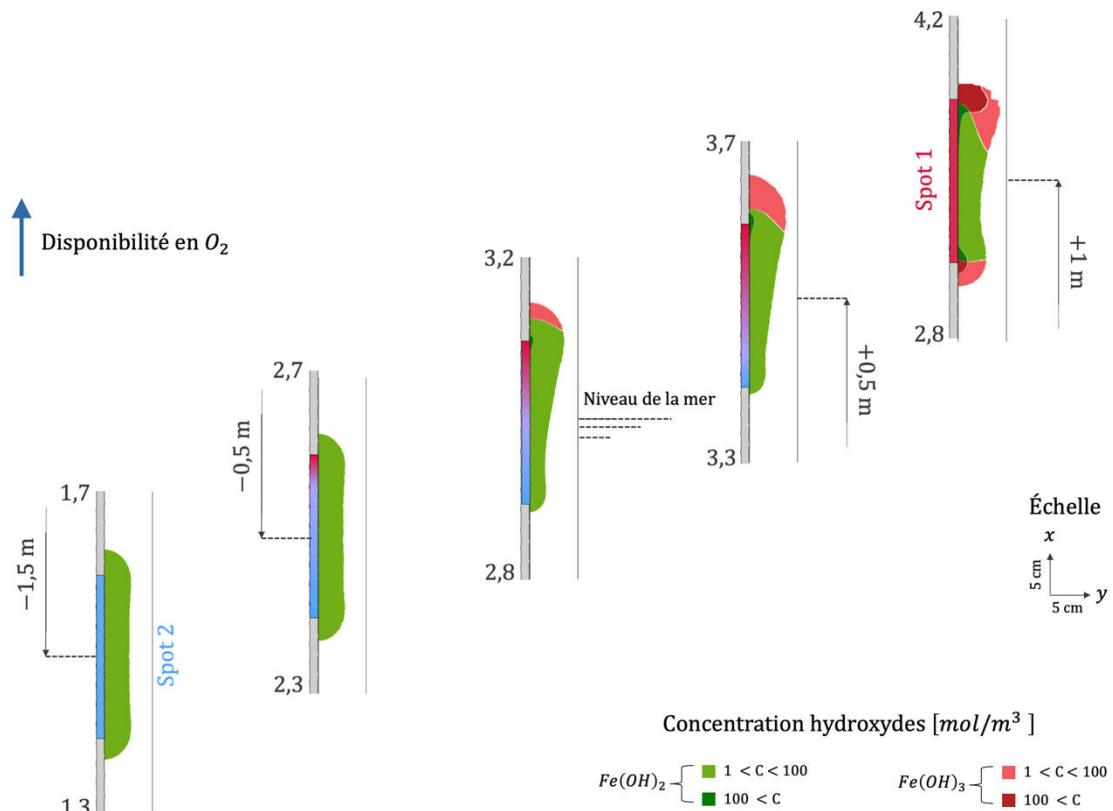 4,2
Spot 1
+1 m
2,8
3,7
+0,5 m
3,3
Disponibilité en O₂
3,2
Niveau de la mer
2,8
2,7
−0,5 m
2,3
1,7
−1,5 m
Spot 2
1,3
Échelle
x
5 cm
y
5 cm
Concentration hydroxydes [mol/m³ ]
Fe(OH)₂
1 < C < 100
100 < C
Fe(OH)₃
1 < C < 100
100 < C